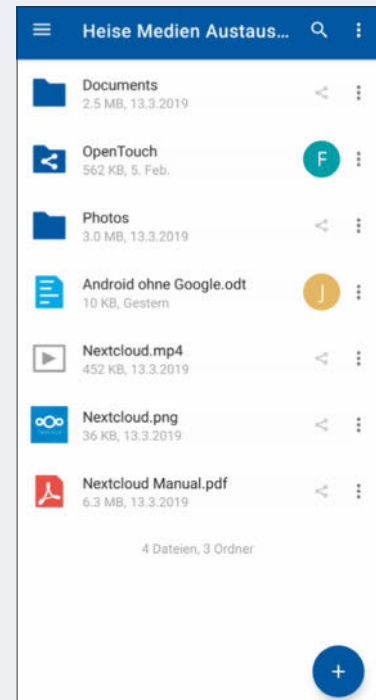 Heise Medien Austaus...
Documents
2.5 MB, 13.3.2019
OpenTouch
562 KB, 5. Feb.
F
Photos
3.0 MB, 13.3.2019
Android ohne Google.odt
10 KB, Gestern
J
Nextcloud.mp4
452 KB, 13.3.2019
Nextcloud.png
36 KB, 13.3.2019
Nextcloud Manual.pdf
6.3 MB, 13.3.2019
4 Dateien, 3 Ordner